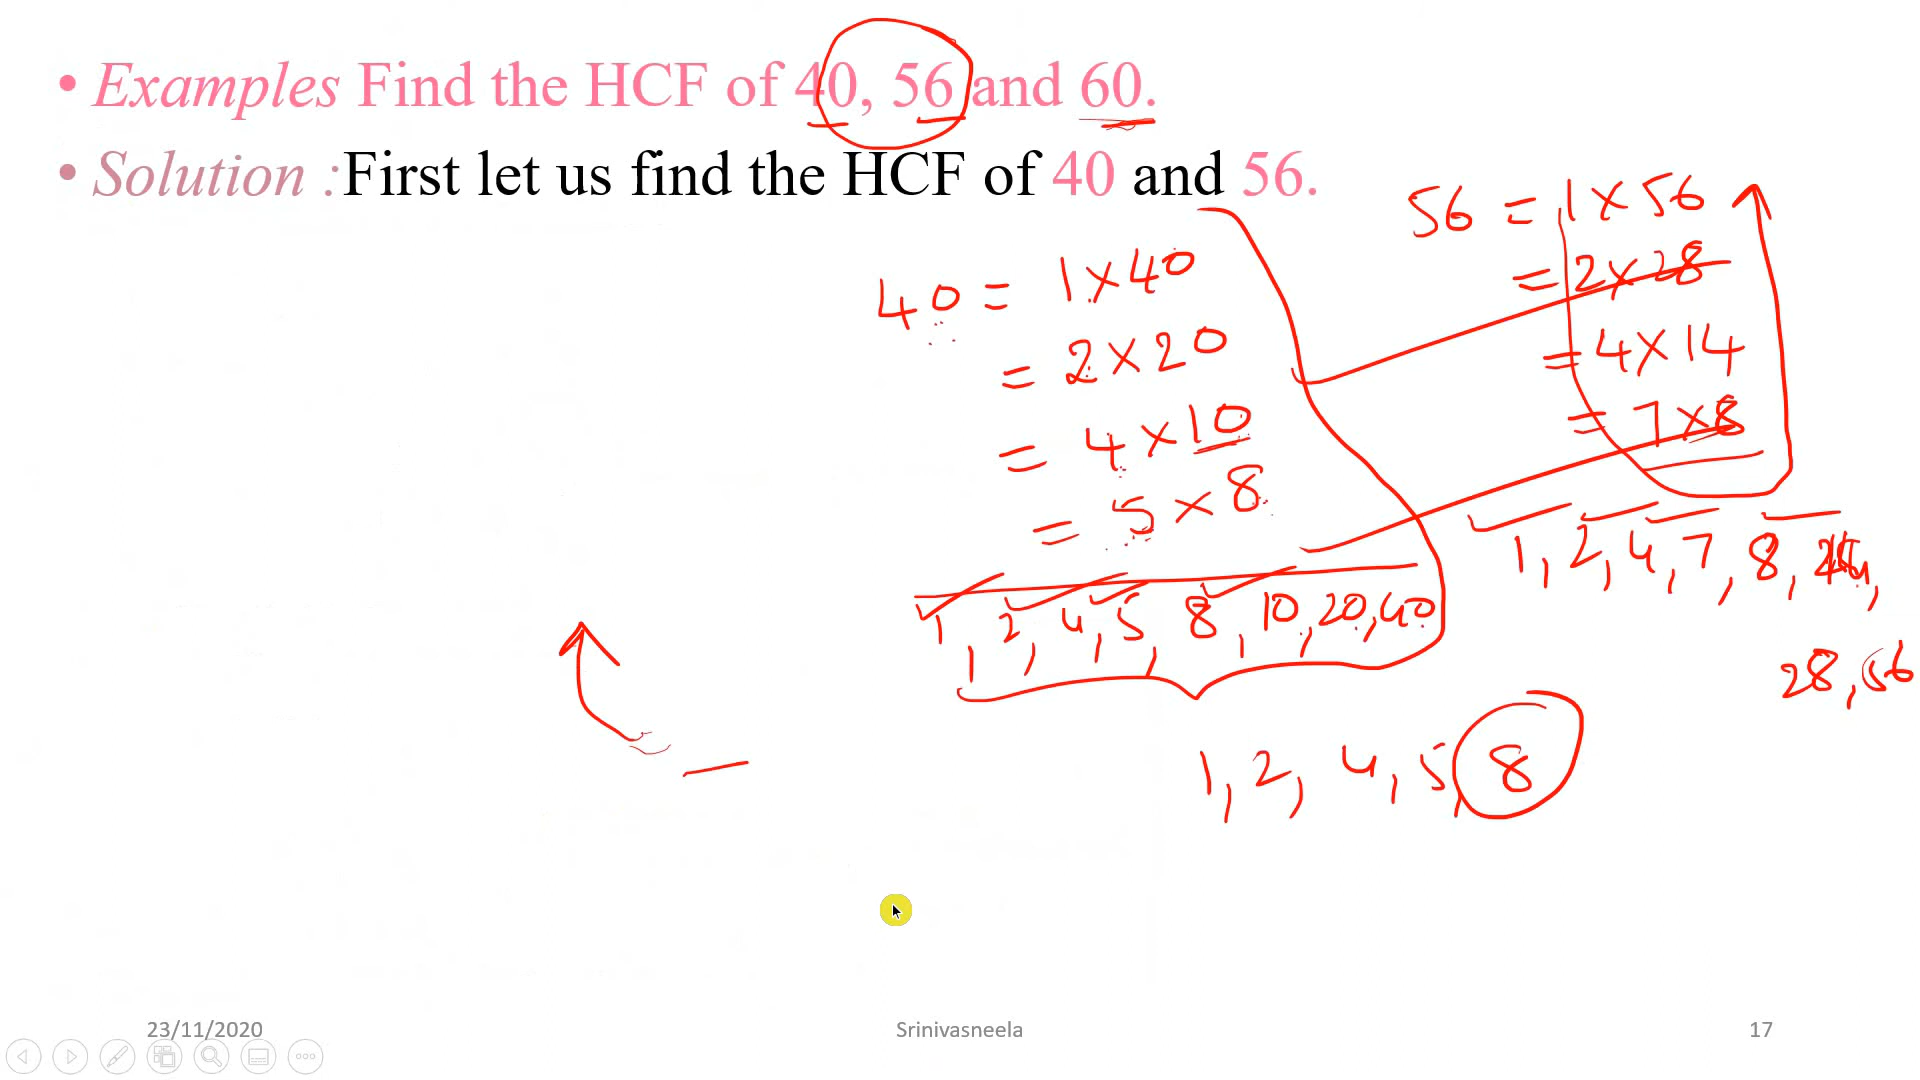 • Examples Find the HCF of 40, 56 and 60.
• Solution :First let us find the HCF of 40 and 56.
40 = 1 x 40
= 2 x 20
= 4 x 10
= 5 x 8
1, 2, 4, 5, 8, 10, 20, 40
56 = 1 x 56
= 2 x 28
= 4 x 14
= 7 x 8
1, 2, 4, 7, 8,
28, 56
1, 2, 4, 5, 8
23/11/2020
Srinivasneela
17